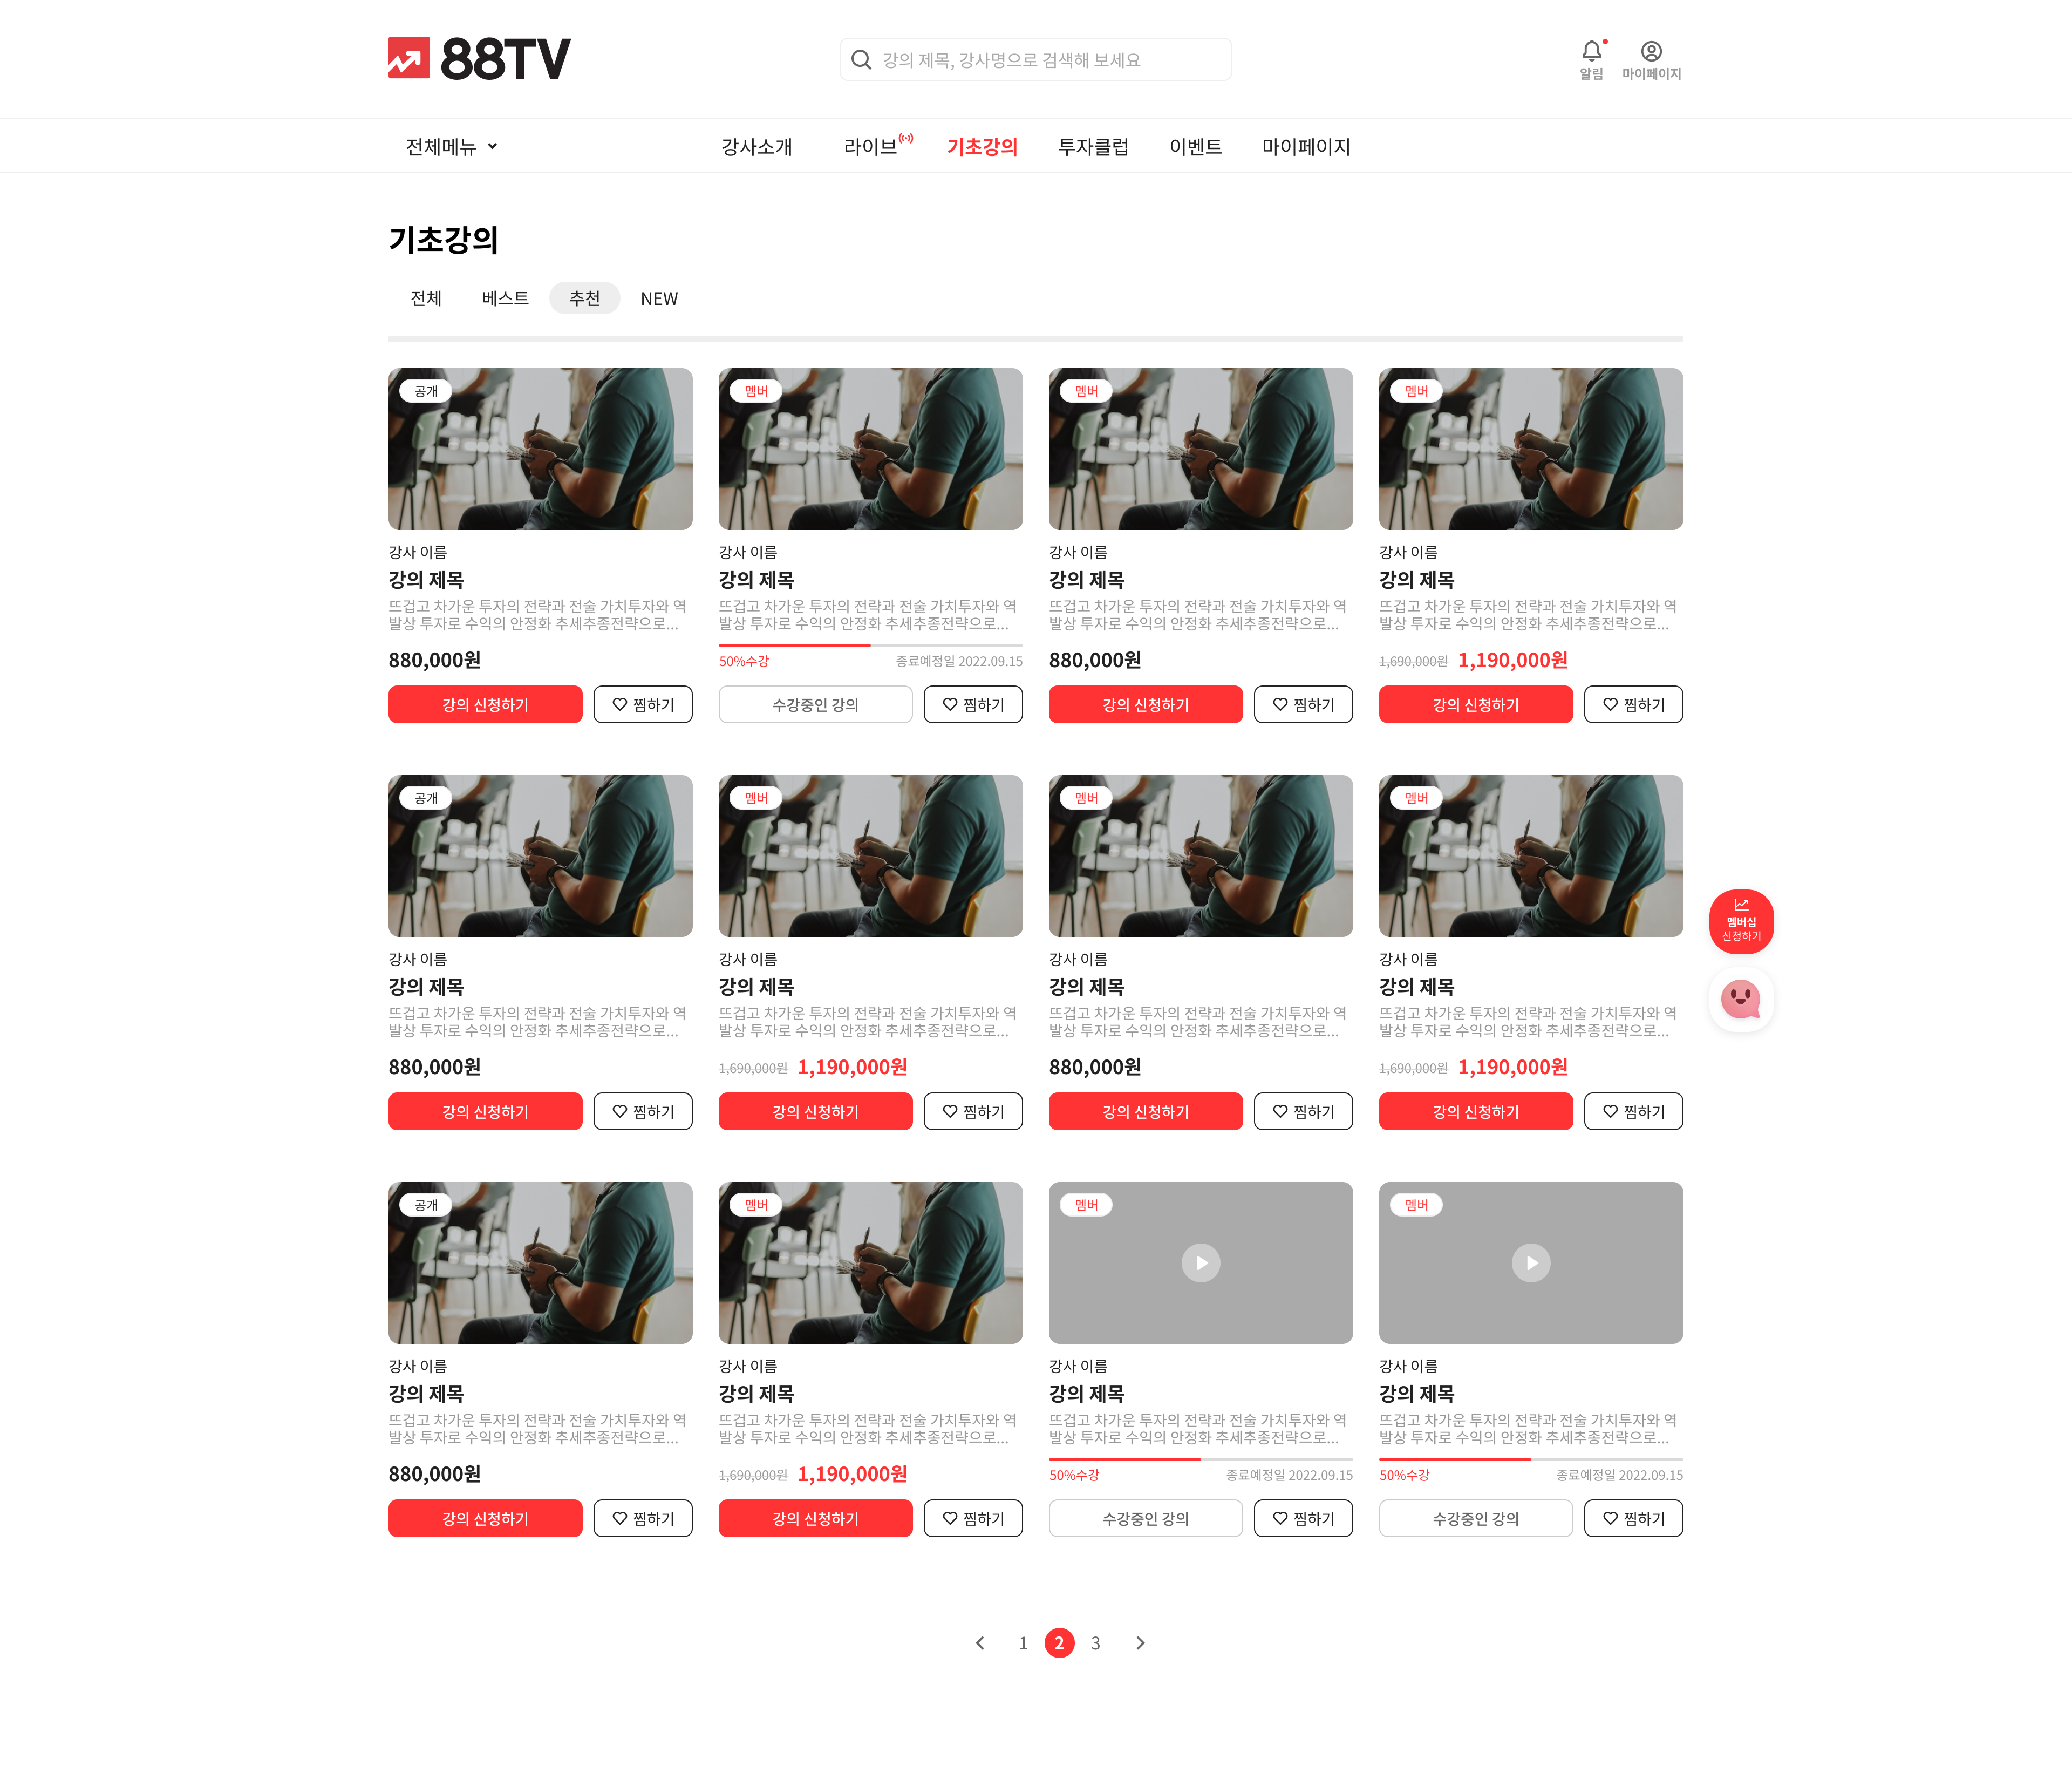 88TV
강의 제목, 강사명으로 검색해 보세요
알림
마이페이지
전체메뉴
강사소개
라이브
기초강의
투자클럽
이벤트
마이페이지
기초강의
전체
베스트
추천
NEW
공개
강사 이름
강의 제목
뜨겁고 차가운 투자의 전략과 전술 가치투자와 역
발상 투자로 수익의 안정화 추세추종전략으로...
880,000원
강의 신청하기
찜하기
멤버
강사 이름
강의 제목
뜨겁고 차가운 투자의 전략과 전술 가치투자와 역
발상 투자로 수익의 안정화 추세추종전략으로...
50%수강
종료예정일 2022.09.15
수강중인 강의
찜하기
멤버
강사 이름
강의 제목
뜨겁고 차가운 투자의 전략과 전술 가치투자와 역
발상 투자로 수익의 안정화 추세추종전략으로...
880,000원
강의 신청하기
찜하기
멤버
강사 이름
강의 제목
뜨겁고 차가운 투자의 전략과 전술 가치투자와 역
발상 투자로 수익의 안정화 추세추종전략으로...
1,690,000원 1,190,000원
강의 신청하기
찜하기
공개
강사 이름
강의 제목
뜨겁고 차가운 투자의 전략과 전술 가치투자와 역
발상 투자로 수익의 안정화 추세추종전략으로...
880,000원
강의 신청하기
찜하기
멤버
강사 이름
강의 제목
뜨겁고 차가운 투자의 전략과 전술 가치투자와 역
발상 투자로 수익의 안정화 추세추종전략으로...
1,690,000원 1,190,000원
강의 신청하기
찜하기
멤버
강사 이름
강의 제목
뜨겁고 차가운 투자의 전략과 전술 가치투자와 역
발상 투자로 수익의 안정화 추세추종전략으로...
880,000원
강의 신청하기
찜하기
멤버
강사 이름
강의 제목
뜨겁고 차가운 투자의 전략과 전술 가치투자와 역
발상 투자로 수익의 안정화 추세추종전략으로...
1,690,000원 1,190,000원
강의 신청하기
찜하기
멤버십
신청하기
공개
강사 이름
강의 제목
뜨겁고 차가운 투자의 전략과 전술 가치투자와 역
발상 투자로 수익의 안정화 추세추종전략으로...
880,000원
강의 신청하기
찜하기
멤버
강사 이름
강의 제목
뜨겁고 차가운 투자의 전략과 전술 가치투자와 역
발상 투자로 수익의 안정화 추세추종전략으로...
1,690,000원 1,190,000원
강의 신청하기
찜하기
멤버
강사 이름
강의 제목
뜨겁고 차가운 투자의 전략과 전술 가치투자와 역
발상 투자로 수익의 안정화 추세추종전략으로...
50%수강
종료예정일 2022.09.15
수강중인 강의
찜하기
멤버
강사 이름
강의 제목
뜨겁고 차가운 투자의 전략과 전술 가치투자와 역
발상 투자로 수익의 안정화 추세추종전략으로...
50%수강
종료예정일 2022.09.15
수강중인 강의
찜하기
1 2 3